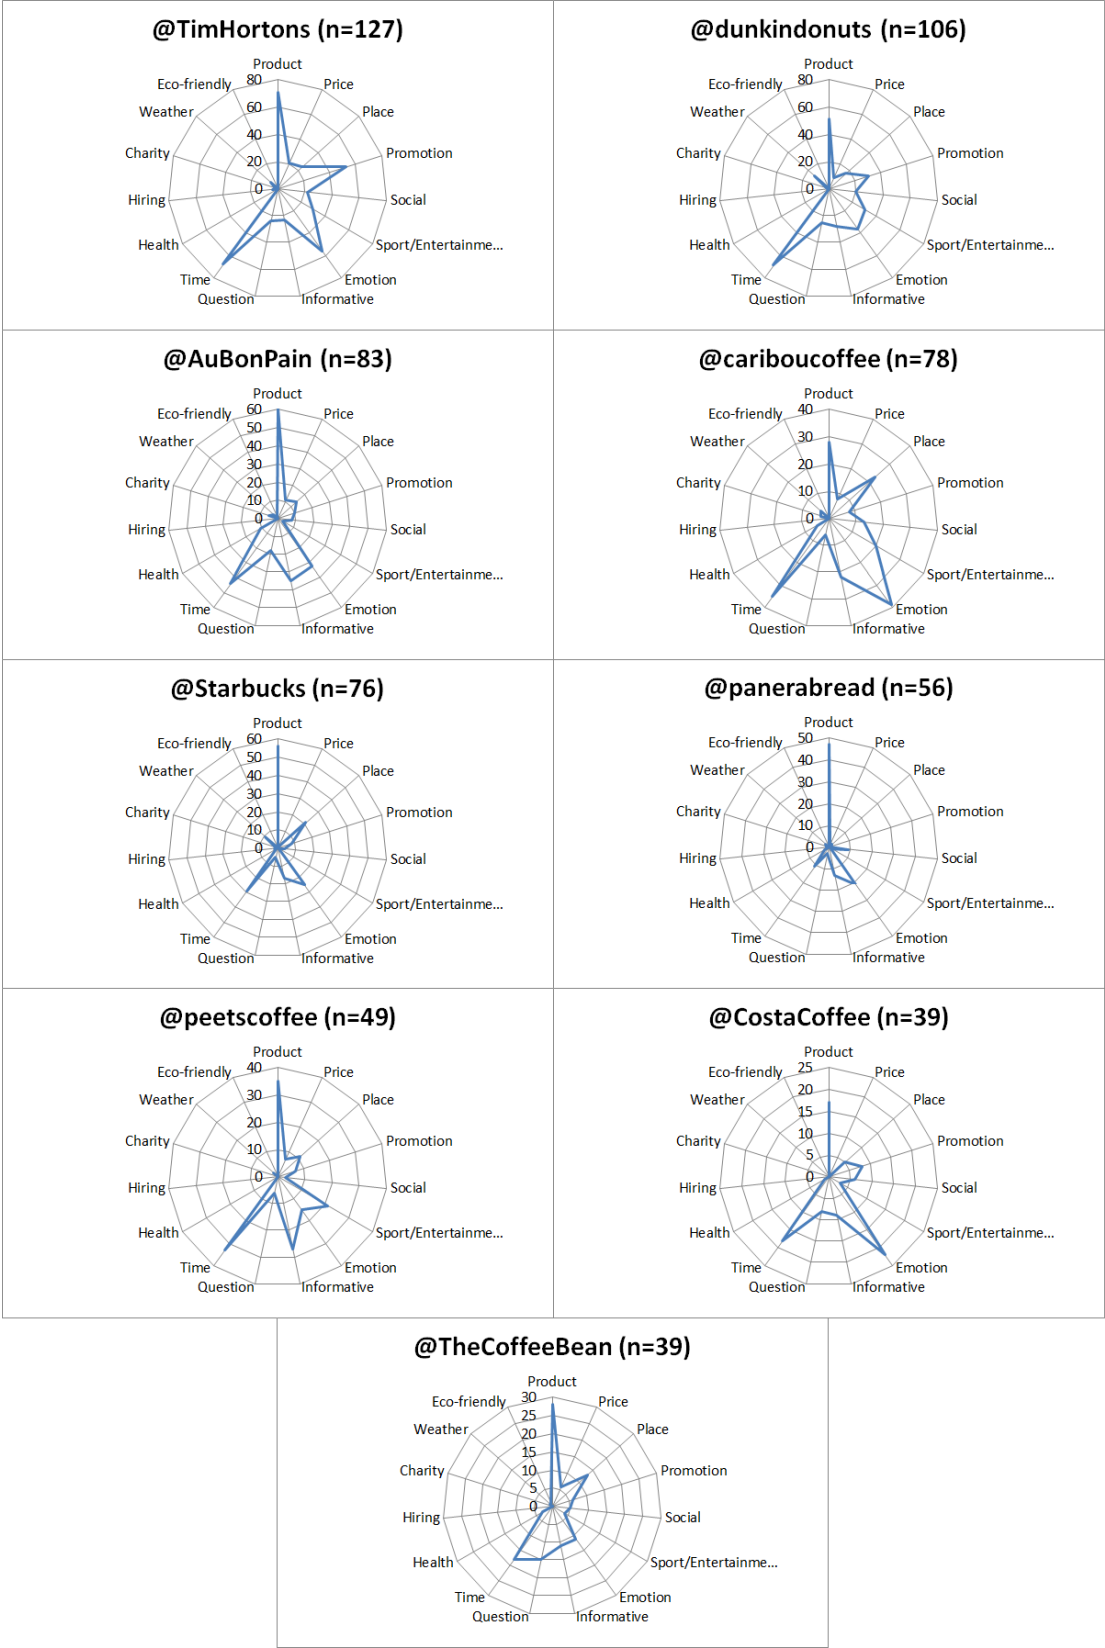 @TimHortons (n=127)
Product
Price
Place
Promotion
Social
Sport/Entertainme...
Emotion
Informative
Question
Time
Health
Hiring
Charity
Weather
Eco-friendly
80
60
40
20
0
@dunkindonuts (n=106)
Product
Price
Place
Promotion
Social
Sport/Entertainme...
Emotion
Informative
Question
Time
Health
Hiring
Charity
Weather
Eco-friendly
80
60
40
20
0
@AuBonPain (n=83)
Product
Price
Place
Promotion
Social
Sport/Entertainme...
Emotion
Informative
Question
Time
Health
Hiring
Charity
Weather
Eco-friendly
60
50
40
30
20
10
0
@cariboucoffee (n=78)
Product
Price
Place
Promotion
Social
Sport/Entertainme...
Emotion
Informative
Question
Time
Health
Hiring
Charity
Weather
Eco-friendly
40
30
20
10
0
@Starbucks (n=76)
Product
Price
Place
Promotion
Social
Sport/Entertainme...
Emotion
Informative
Question
Time
Health
Hiring
Charity
Weather
Eco-friendly
60
50
40
30
20
10
0
@panerabread (n=56)
Product
Price
Place
Promotion
Social
Sport/Entertainme...
Emotion
Informative
Question
Time
Health
Hiring
Charity
Weather
Eco-friendly
50
40
30
20
10
0
@peetscoffee (n=49)
Product
Price
Place
Promotion
Social
Sport/Entertainme...
Emotion
Informative
Question
Time
Health
Hiring
Charity
Weather
Eco-friendly
40
30
20
10
0
@CostaCoffee (n=39)
Product
Price
Place
Promotion
Social
Sport/Entertainme...
Emotion
Informative
Question
Time
Health
Hiring
Charity
Weather
Eco-friendly
25
20
15
10
5
0
@TheCoffeeBean (n=39)
Product
Price
Place
Promotion
Social
Sport/Entertainme...
Emotion
Informative
Question
Time
Health
Hiring
Charity
Weather
Eco-friendly
30
25
20
15
10
5
0